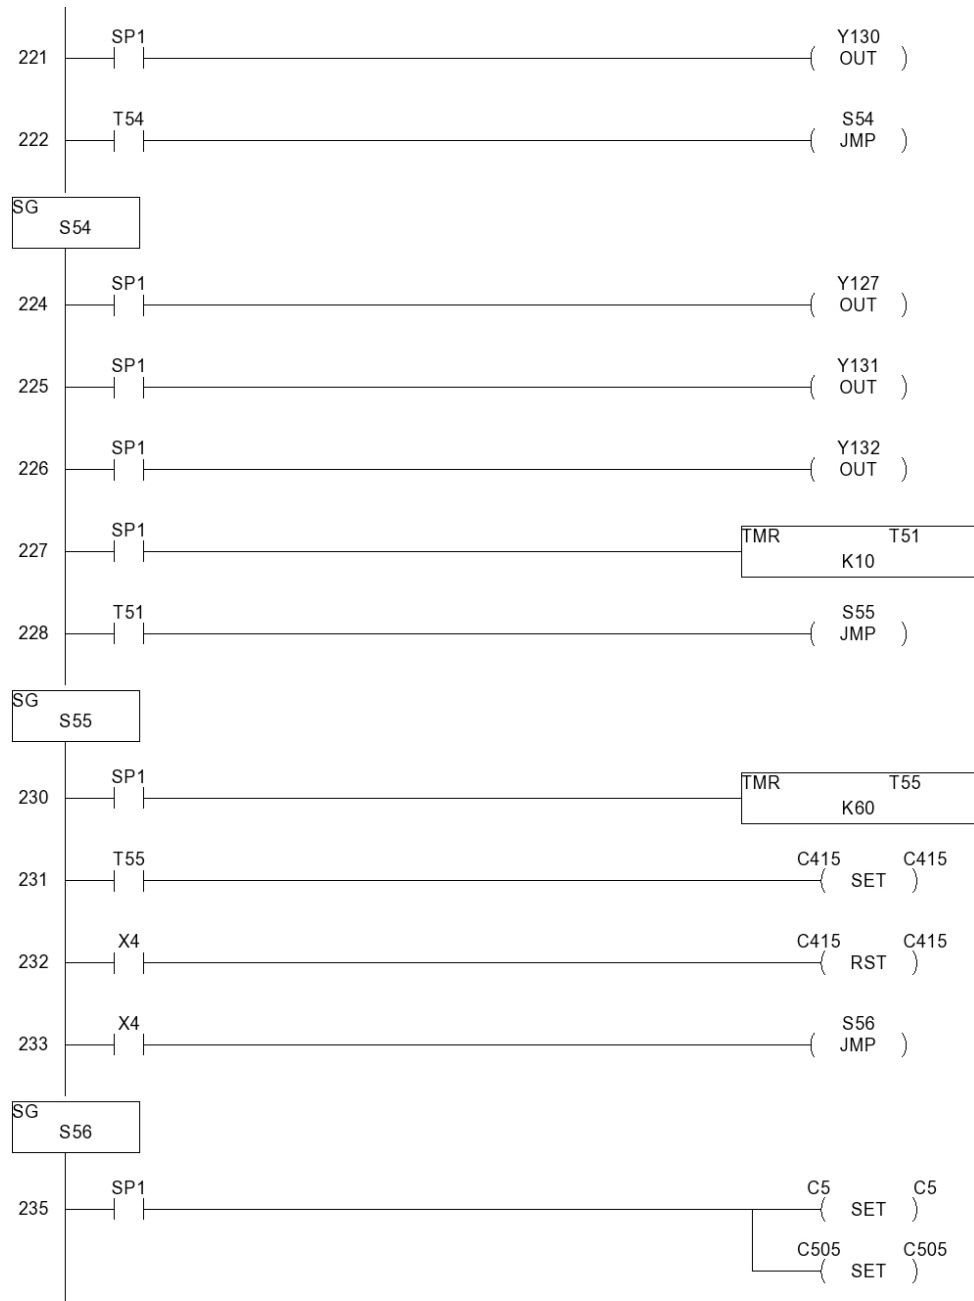 SP1 Y130
221 OUT
T54 S54
222 JMP
SG
S54
SP1 Y127
224 OUT
SP1 Y131
225 OUT
SP1 Y132
226 OUT
SP1 TMR T51
227 K10
T51 S55
228 JMP
SG
S55
SP1 TMR T55
230 K60
T55 C415 C415
231 SET
X4 C415 C415
232 RST
X4 S56
233 JMP
SG
S56
SP1 C5 C5
235 SET
C505 C505
SET